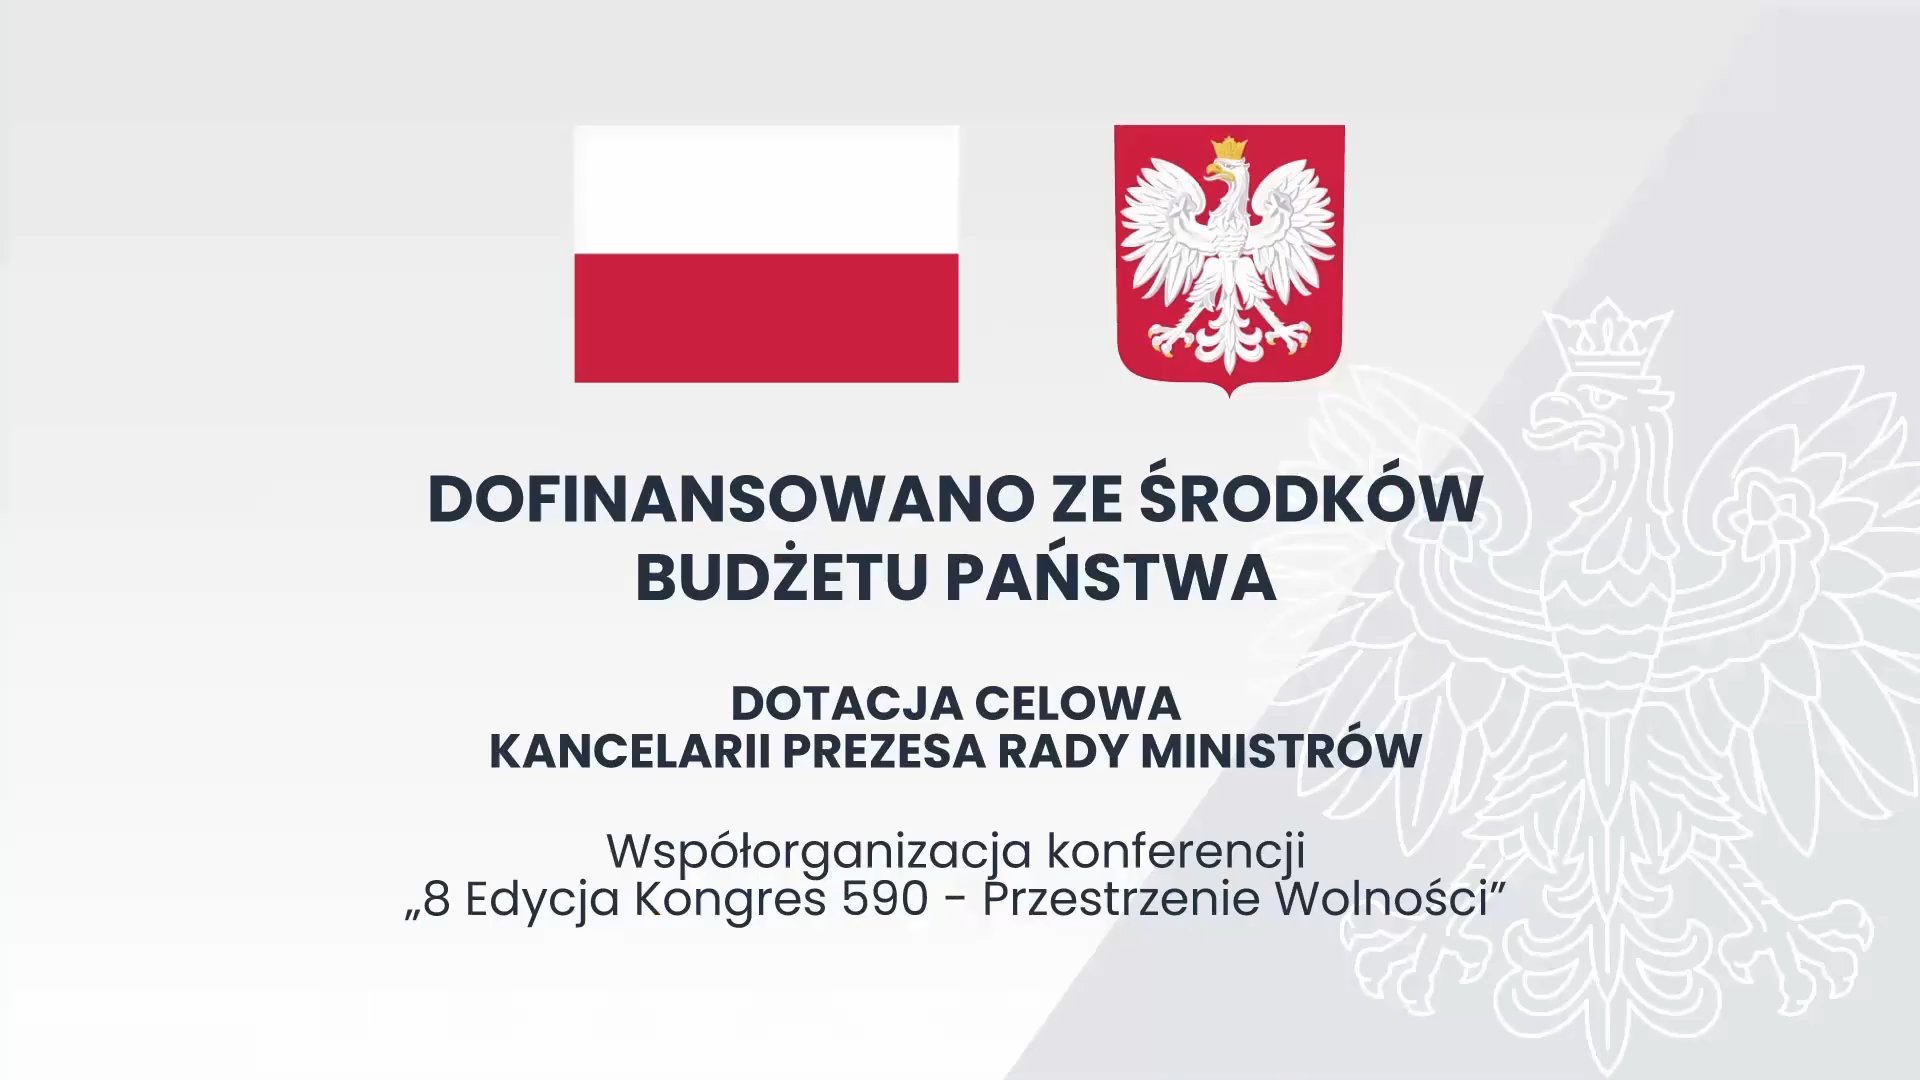 DOFINANSOWANO ZE ŚRODKÓW
BUDŻETU PAŃSTWA
DOTACJA CELOWA
KANCELARII PREZESA RADY MINISTRÓW
Współorganizacja konferencji
„8 Edycja Kongres 590 - Przestrzenie Wolności”